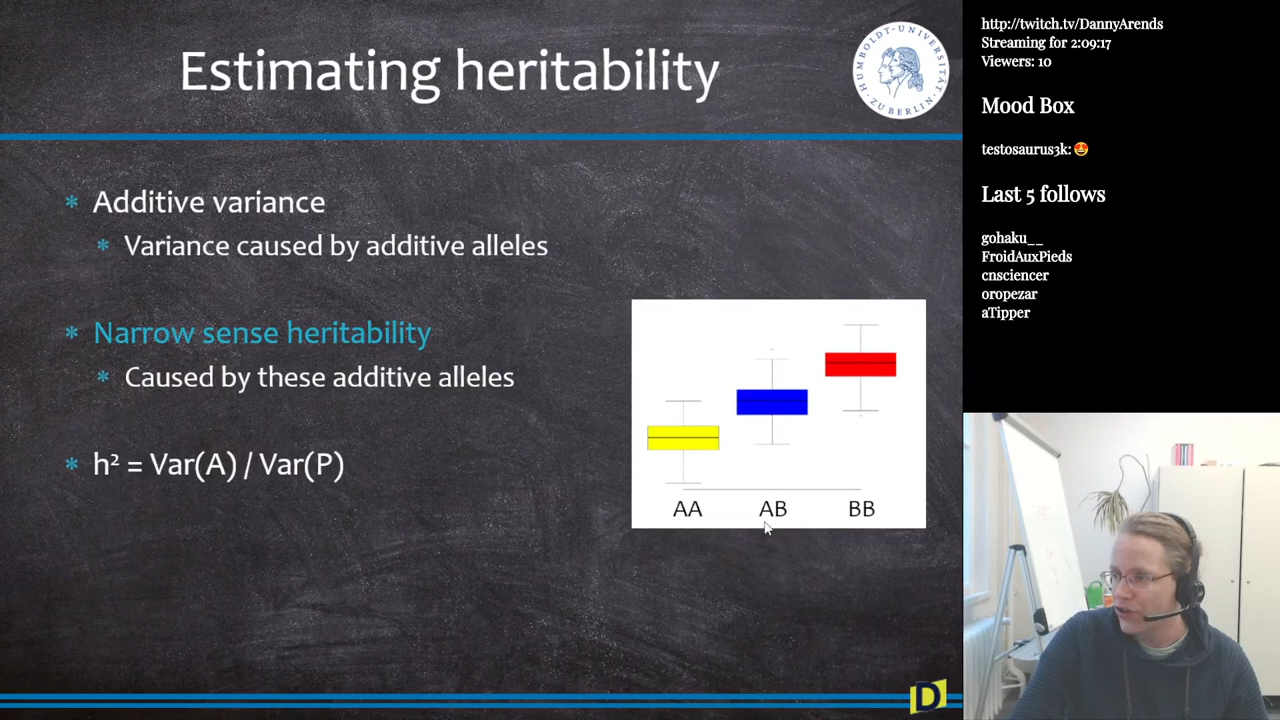 Estimating heritability
HUMBOLDT-UNIVERSITÄT
ZU BERLIN
* Additive variance
* Variance caused by additive alleles
* Narrow sense heritability
* Caused by these additive alleles
* h² = Var(A) / Var(P)
AA AB BB
D
http://twitch.tv/DannyArends
Streaming for 2:09:17
Viewers: 10
Mood Box
testosaurus3k: 🤩
Last 5 follows
gohaku__
FroidAuxPieds
cnsciencer
oropezar
aTipper